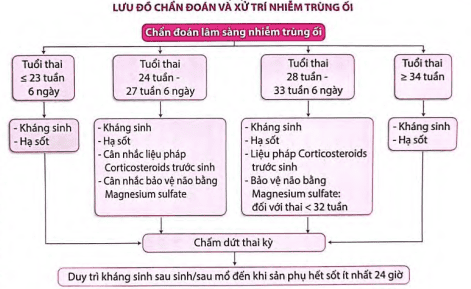 LƯU ĐỒ CHẨN ĐOÁN VÀ XỬ TRÍ NHIỄM TRÙNG ỐI
Chẩn đoán lâm sàng nhiễm trùng ối
Tuổi thai
≤ 23 tuần
6 ngày
Tuổi thai
24 tuần -
27 tuần 6 ngày
Tuổi thai
28 tuần -
33 tuần 6 ngày
Tuổi thai
≥ 34 tuần
- Kháng sinh
- Hạ sốt
- Kháng sinh
- Hạ sốt
- Cân nhắc liệu pháp
Corticosteroids trước sinh
- Cân nhắc bảo vệ não bằng
Magnesium sulfate
- Kháng sinh
- Hạ sốt
- Liệu pháp Corticosteroids
trước sinh
- Bảo vệ não bằng
Magnesium sulfate:
đối với thai < 32 tuần
- Kháng sinh
- Hạ sốt
Chấm dứt thai kỳ
Duy trì kháng sinh sau sinh/sau mổ đến khi sản phụ hết sốt ít nhất 24 giờ